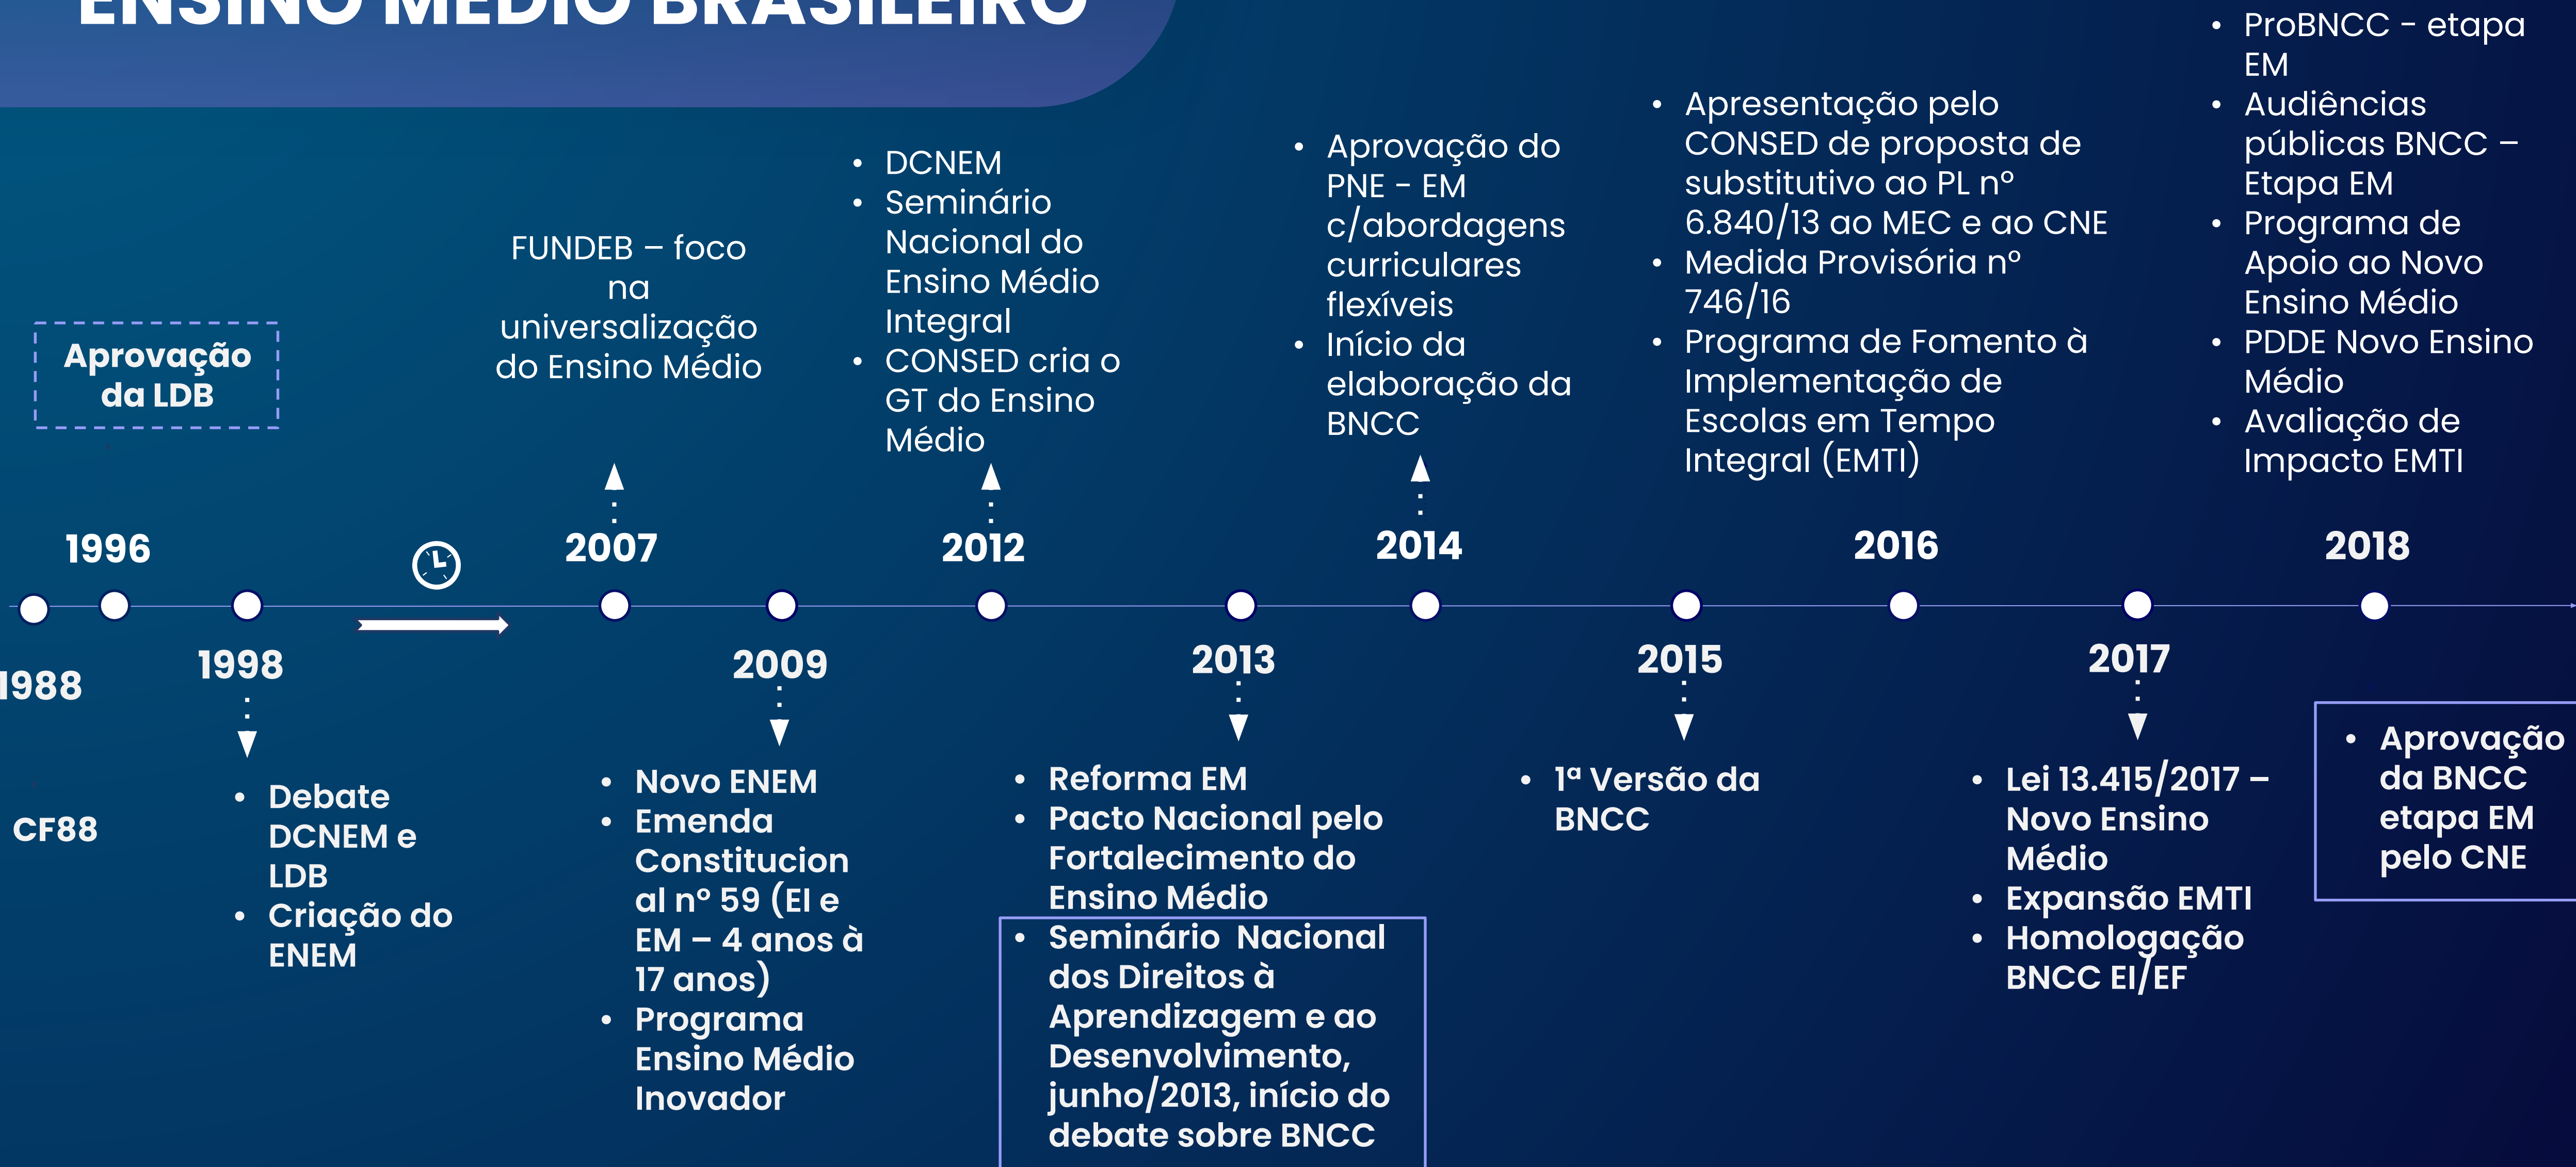 ENSINO MÉDIO BRASILEIRO
1988
CF88
1996
Aprovação
da LDB
1998
• Debate
DCNEM e
LDB
• Criação do
ENEM
2007
FUNDEB – foco
na
universalização
do Ensino Médio
2009
• Novo ENEM
• Emenda
Constitucion
al nº 59 (EI e
EM – 4 anos à
17 anos)
• Programa
Ensino Médio
Inovador
2012
• DCNEM
• Seminário
Nacional do
Ensino Médio
Integral
• CONSED cria o
GT do Ensino
Médio
2013
• Reforma EM
• Pacto Nacional pelo
Fortalecimento do
Ensino Médio
• Seminário  Nacional
dos Direitos à
Aprendizagem e ao
Desenvolvimento,
junho/2013, início do
debate sobre BNCC
2014
• Aprovação do
PNE - EM
c/abordagens
curriculares
flexíveis
• Início da
elaboração da
BNCC
2015
• 1ª Versão da
BNCC
2016
• Apresentação pelo
CONSED de proposta de
substitutivo ao PL nº
6.840/13 ao MEC e ao CNE
• Medida Provisória nº
746/16
• Programa de Fomento à
Implementação de
Escolas em Tempo
Integral (EMTI)
2017
• Lei 13.415/2017 –
Novo Ensino
Médio
• Expansão EMTI
• Homologação
BNCC EI/EF
2018
• ProBNCC - etapa
EM
• Audiências
públicas BNCC –
Etapa EM
• Programa de
Apoio ao Novo
Ensino Médio
• PDDE Novo Ensino
Médio
• Avaliação de
Impacto EMTI
• Aprovação
da BNCC
etapa EM
pelo CNE